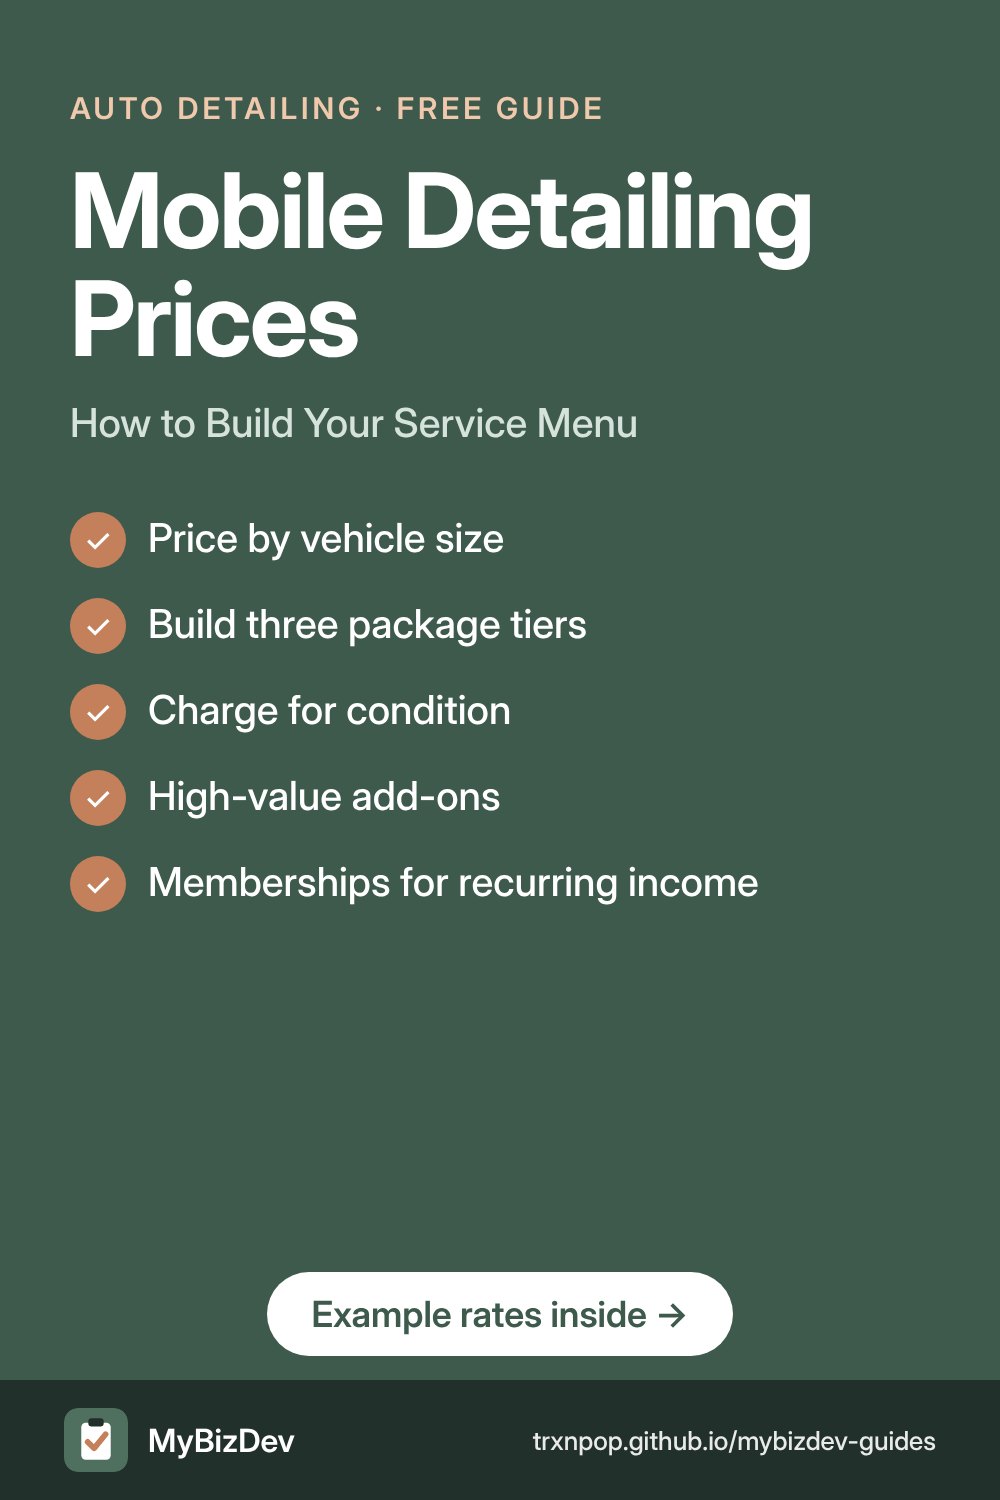 AUTO DETAILING · FREE GUIDE
Mobile Detailing
Prices
How to Build Your Service Menu
Price by vehicle size
Build three package tiers
Charge for condition
High-value add-ons
Memberships for recurring income
Example rates inside →
MyBizDev
trxnpop.github.io/mybizdev-guides